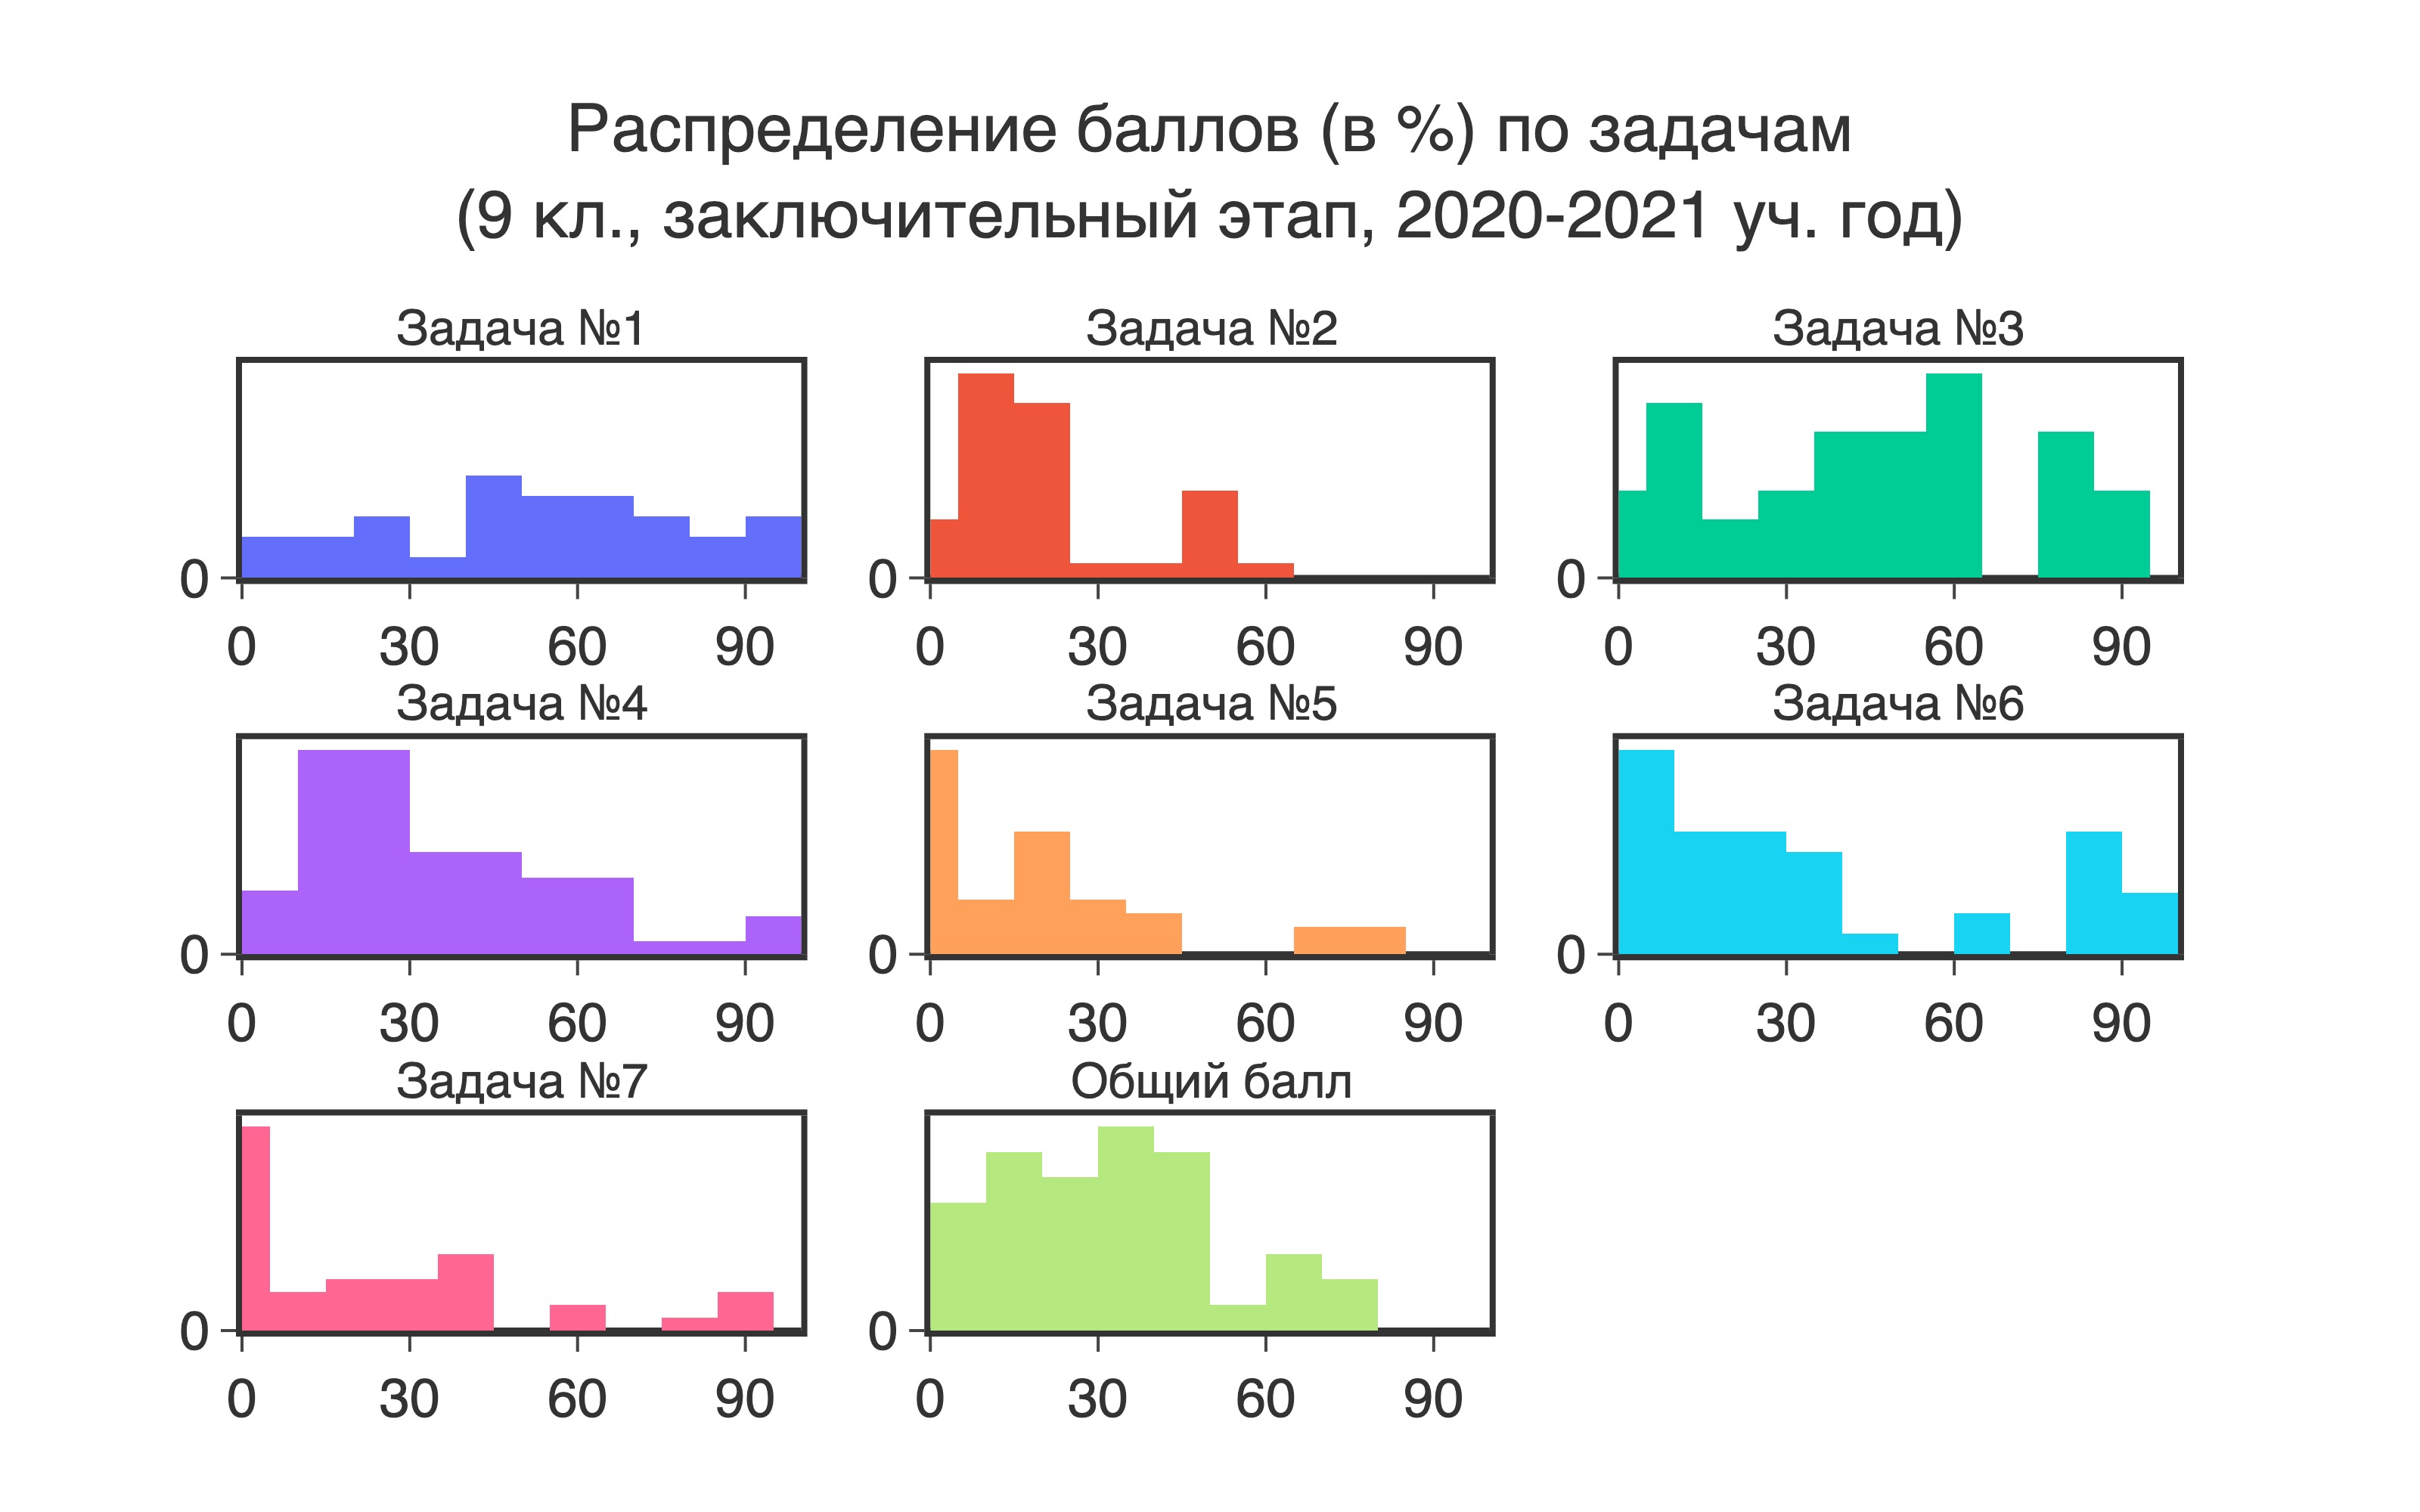 Распределение баллов (в %) по задачам
(9 кл., заключительный этап, 2020-2021 уч. год)
Задача №1
Задача №2
Задача №3
0
0
0
0 30 60 90
0 30 60 90
0 30 60 90
Задача №4
Задача №5
Задача №6
0
0
0
0 30 60 90
0 30 60 90
0 30 60 90
Задача №7
Общий балл
0
0
0 30 60 90
0 30 60 90